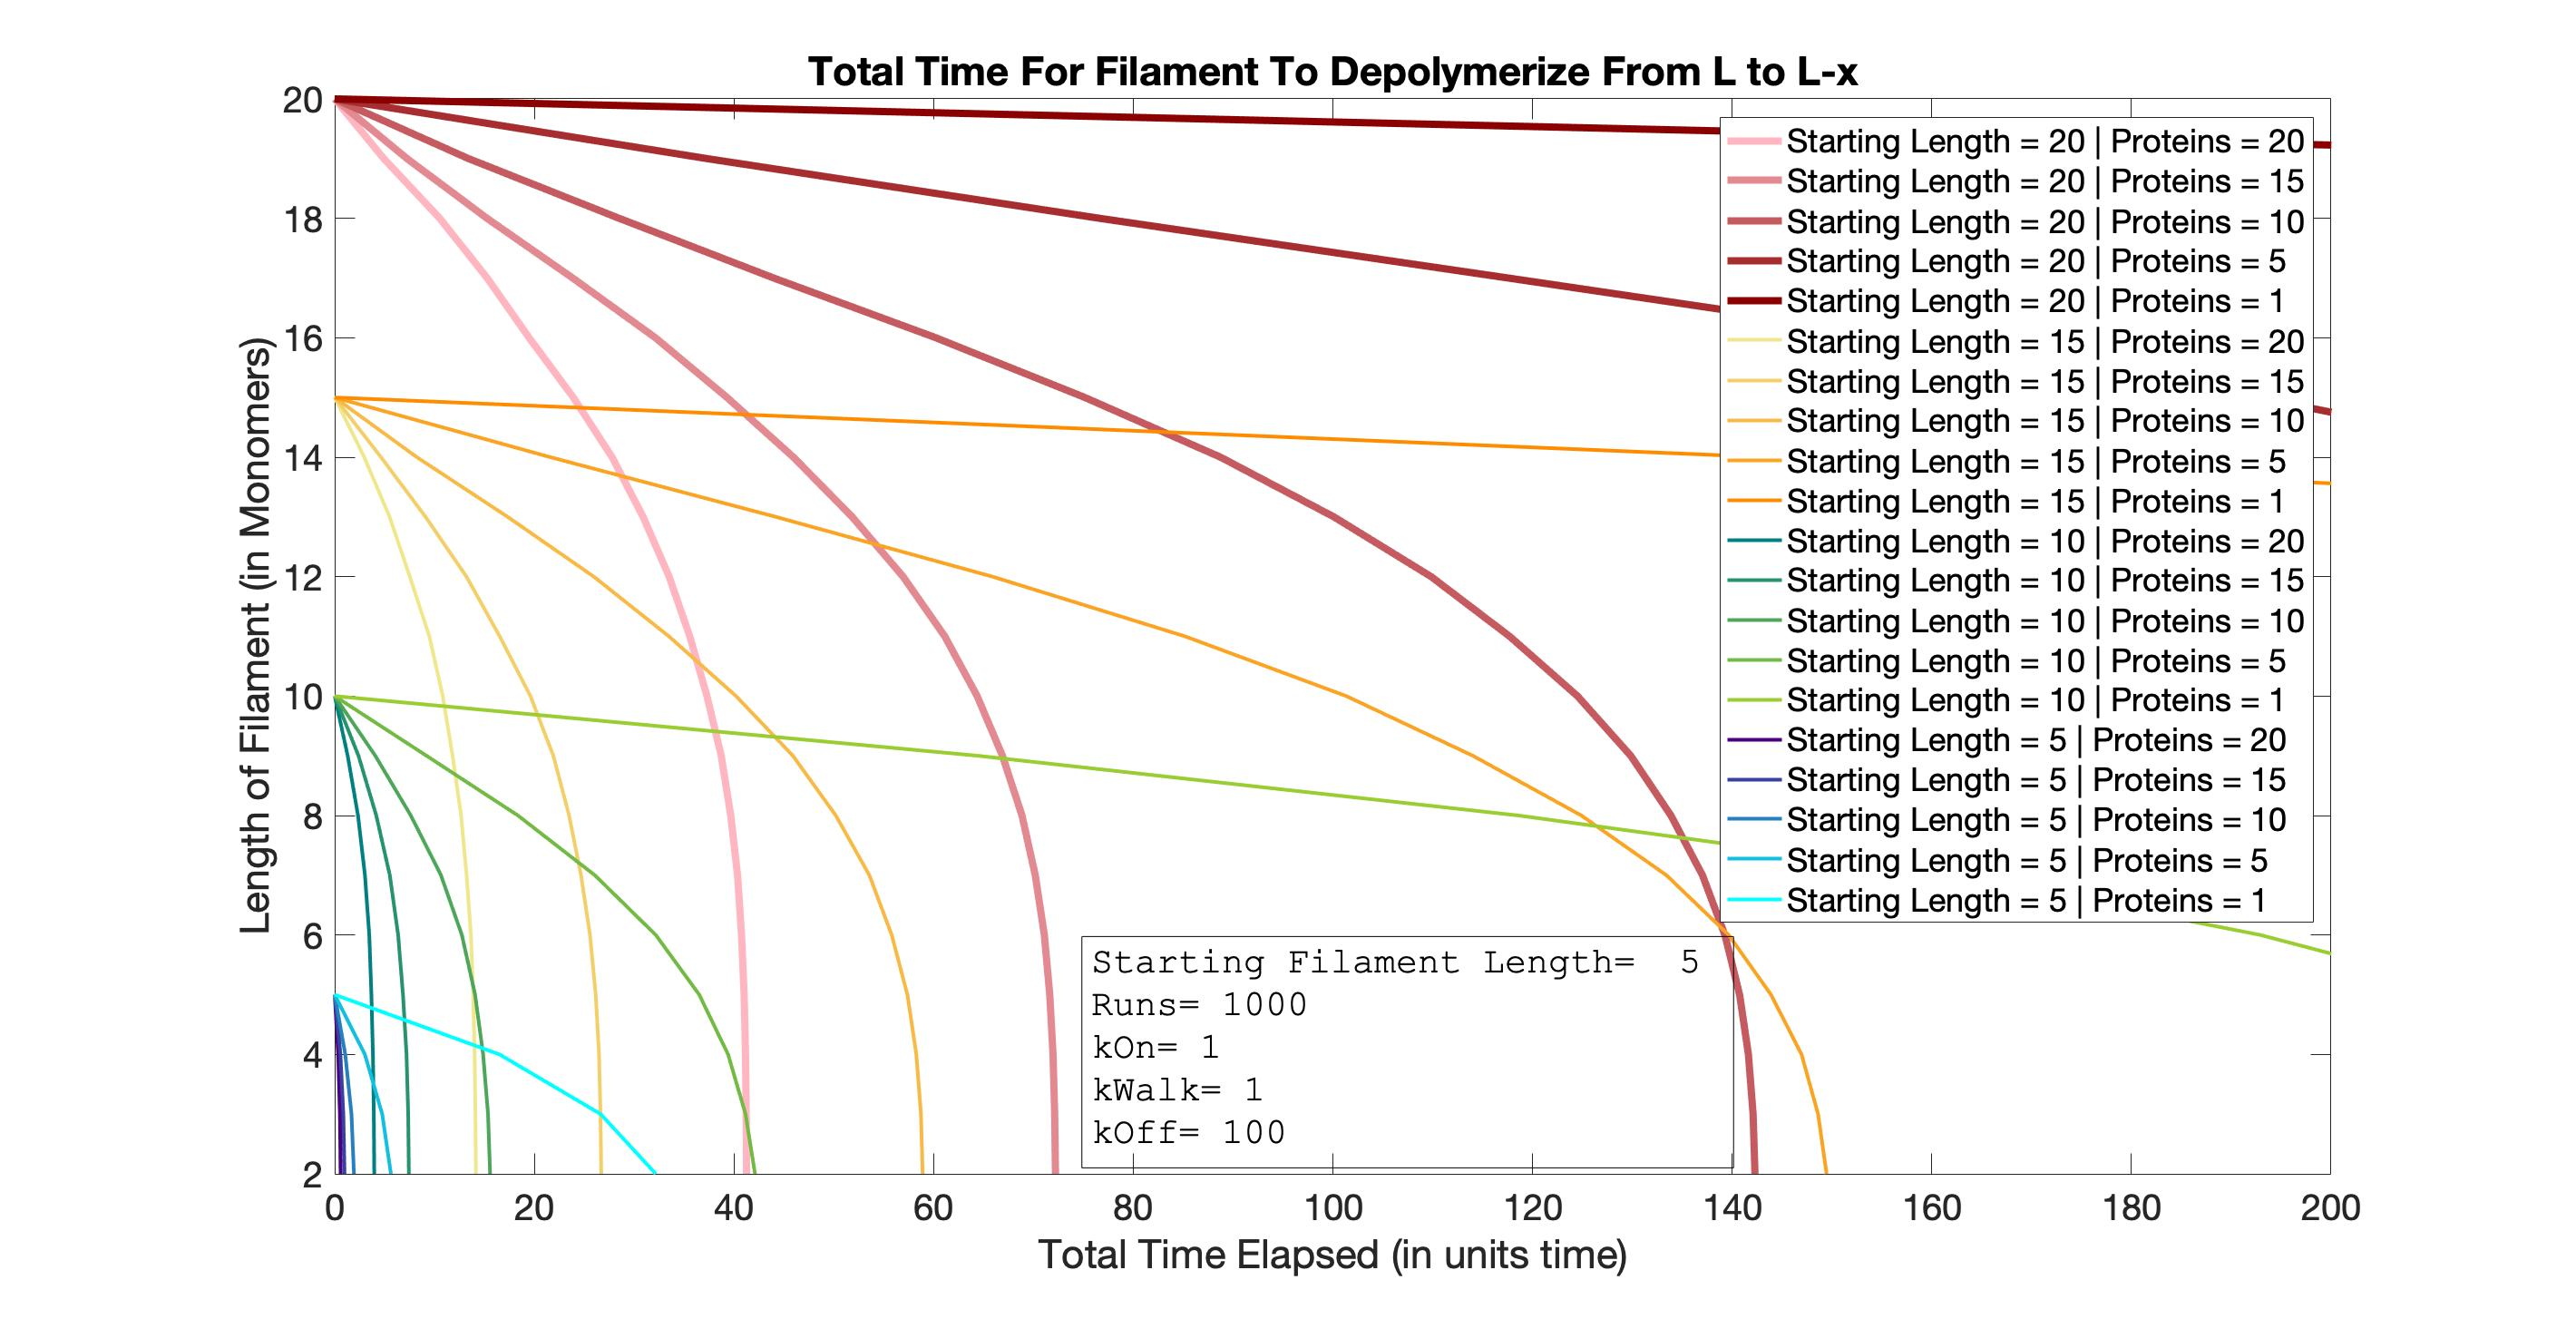 Total Time For Filament To Depolymerize From L to L-x
Length of Filament (in Monomers)
20
18
16
14
12
10
8
6
4
2
Starting Length = 20 | Proteins = 20
Starting Length = 20 | Proteins = 15
Starting Length = 20 | Proteins = 10
Starting Length = 20 | Proteins = 5
Starting Length = 20 | Proteins = 1
Starting Length = 15 | Proteins = 20
Starting Length = 15 | Proteins = 15
Starting Length = 15 | Proteins = 10
Starting Length = 15 | Proteins = 5
Starting Length = 15 | Proteins = 1
Starting Length = 10 | Proteins = 20
Starting Length = 10 | Proteins = 15
Starting Length = 10 | Proteins = 10
Starting Length = 10 | Proteins = 5
Starting Length = 10 | Proteins = 1
Starting Length = 5 | Proteins = 20
Starting Length = 5 | Proteins = 15
Starting Length = 5 | Proteins = 10
Starting Length = 5 | Proteins = 5
Starting Length = 5 | Proteins = 1
Starting Filament Length= 5
Runs= 1000
kOn= 1
kWalk= 1
kOff= 100
0 20 40 60 80 100 120 140 160 180 200
Total Time Elapsed (in units time)